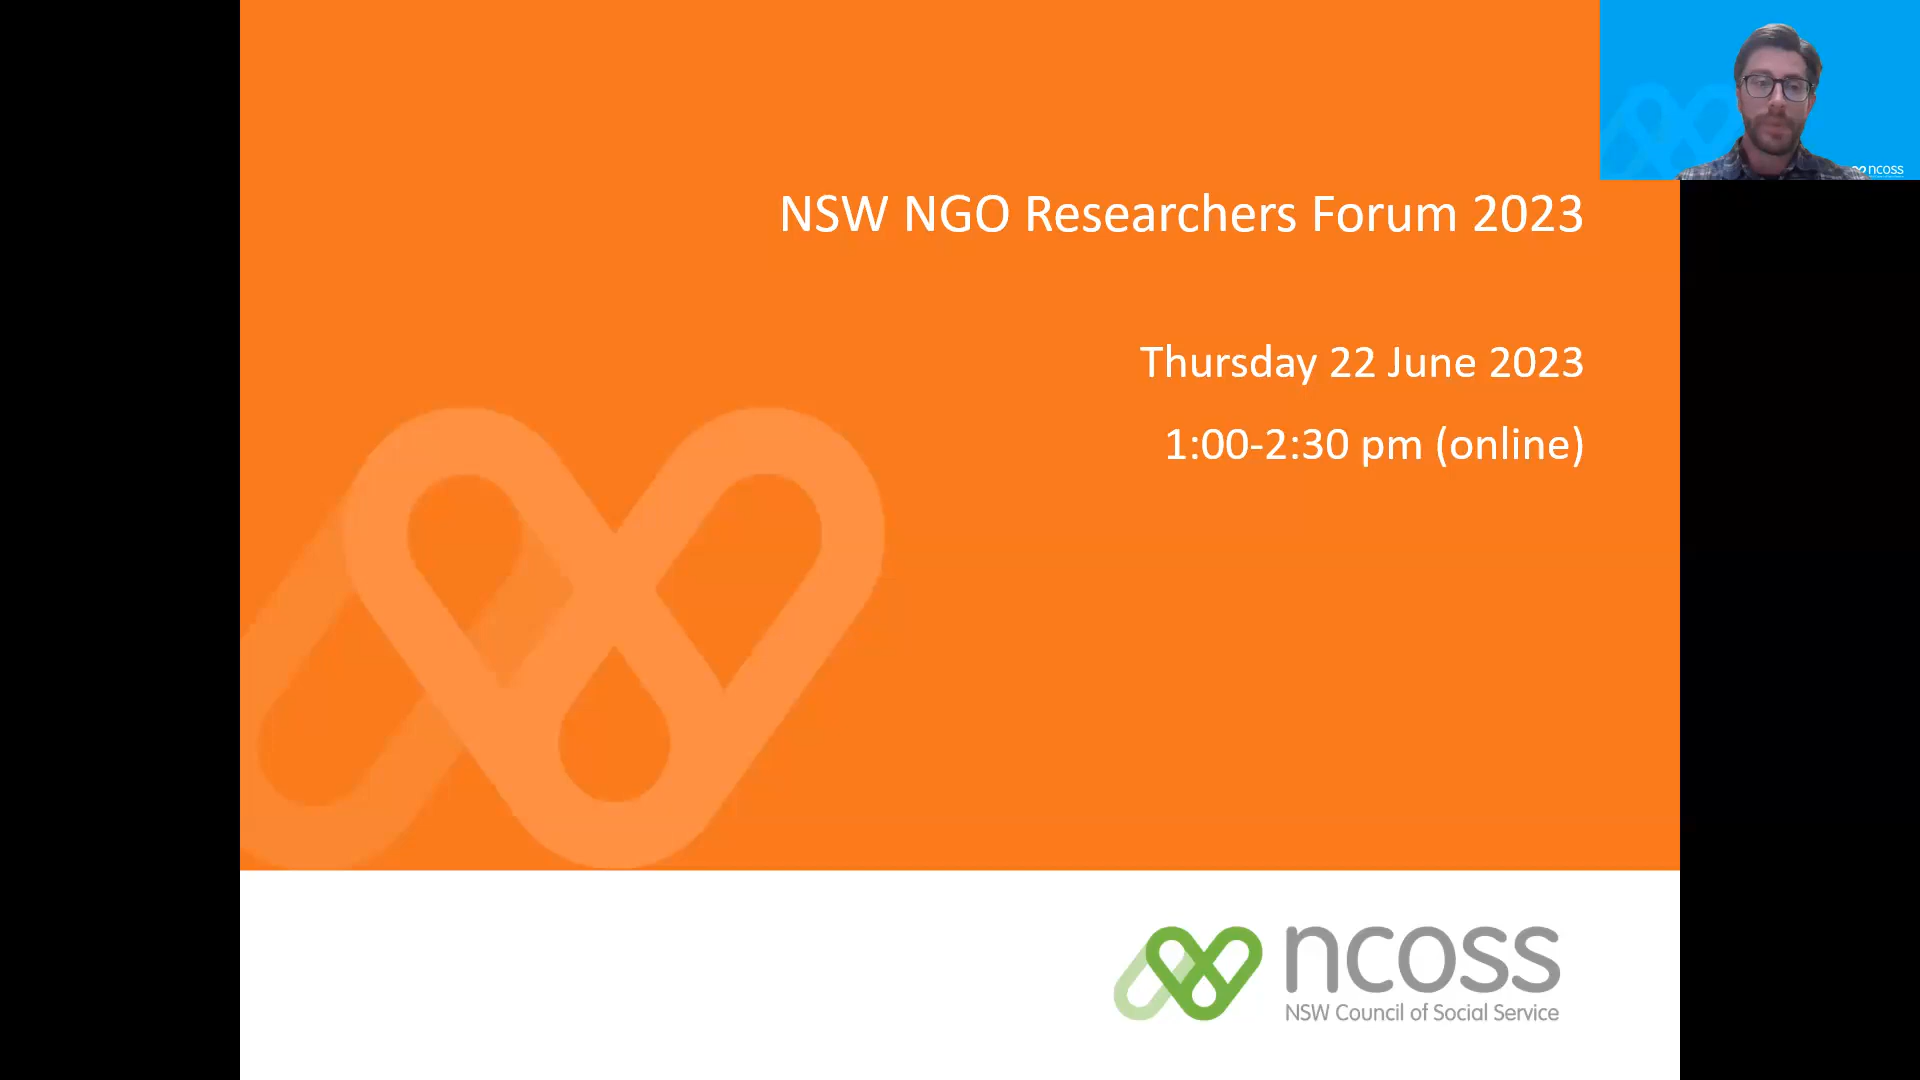 NSW NGO Researchers Forum 2023
Thursday 22 June 2023
1:00-2:30 pm (online)
ncoss
ncoss
NSW Council of Social Service